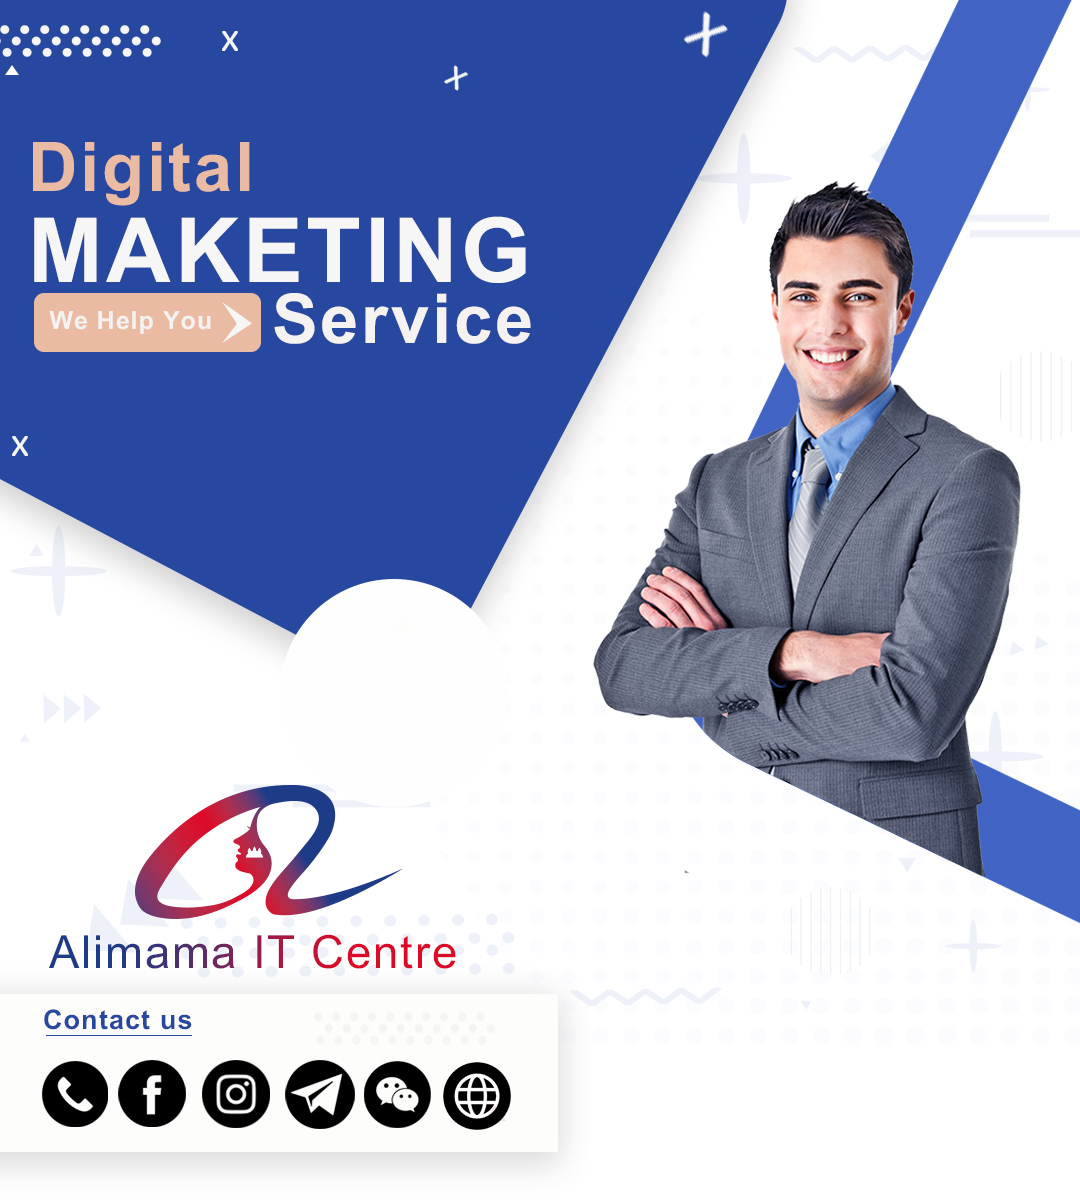 Digital
MAKETING
We Help You
Service
Alimama IT Centre
Contact us